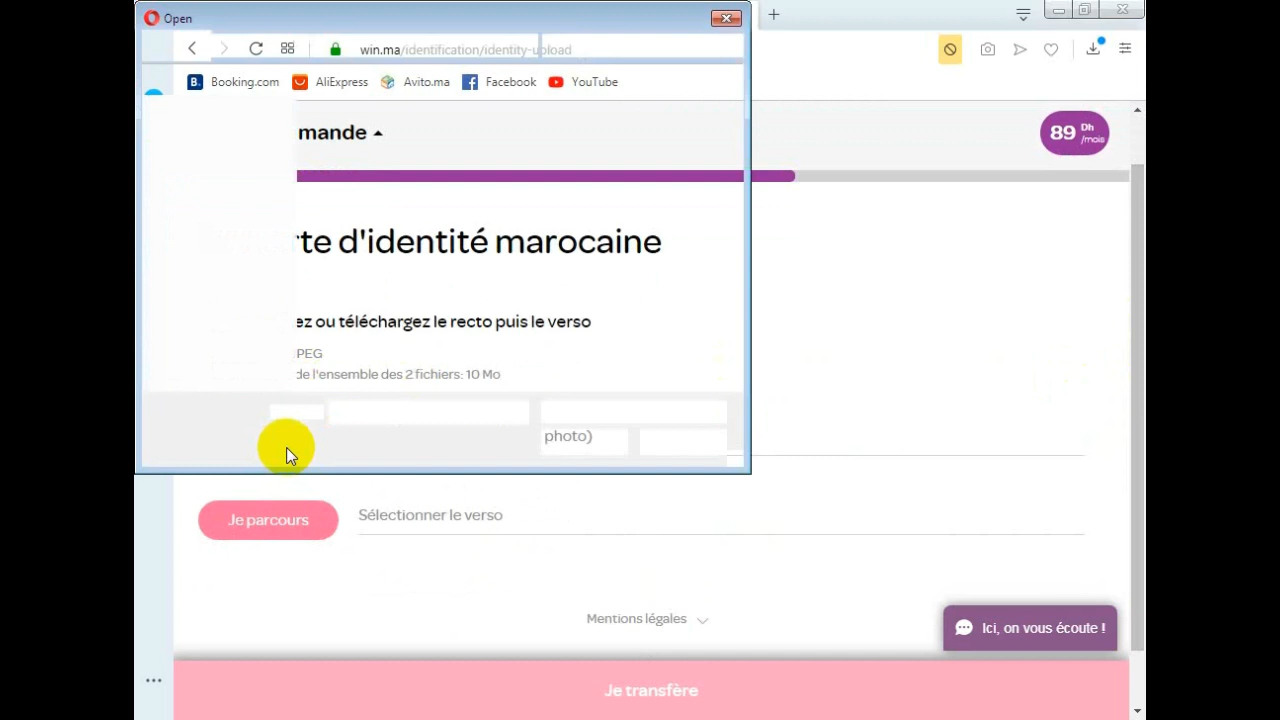 Open
win.ma/identification/identity-upload
B. Booking.com AliExpress Avito.ma Facebook YouTube
mande
89 Dh /mois
rte d'identité marocaine
ez ou téléchargez le recto puis le verso
PEG
de l'ensemble des 2 fichiers: 10 Mo
photo)
Je parcours Sélectionner le verso
Mentions légales
Ici, on vous écoute !
Je transfère